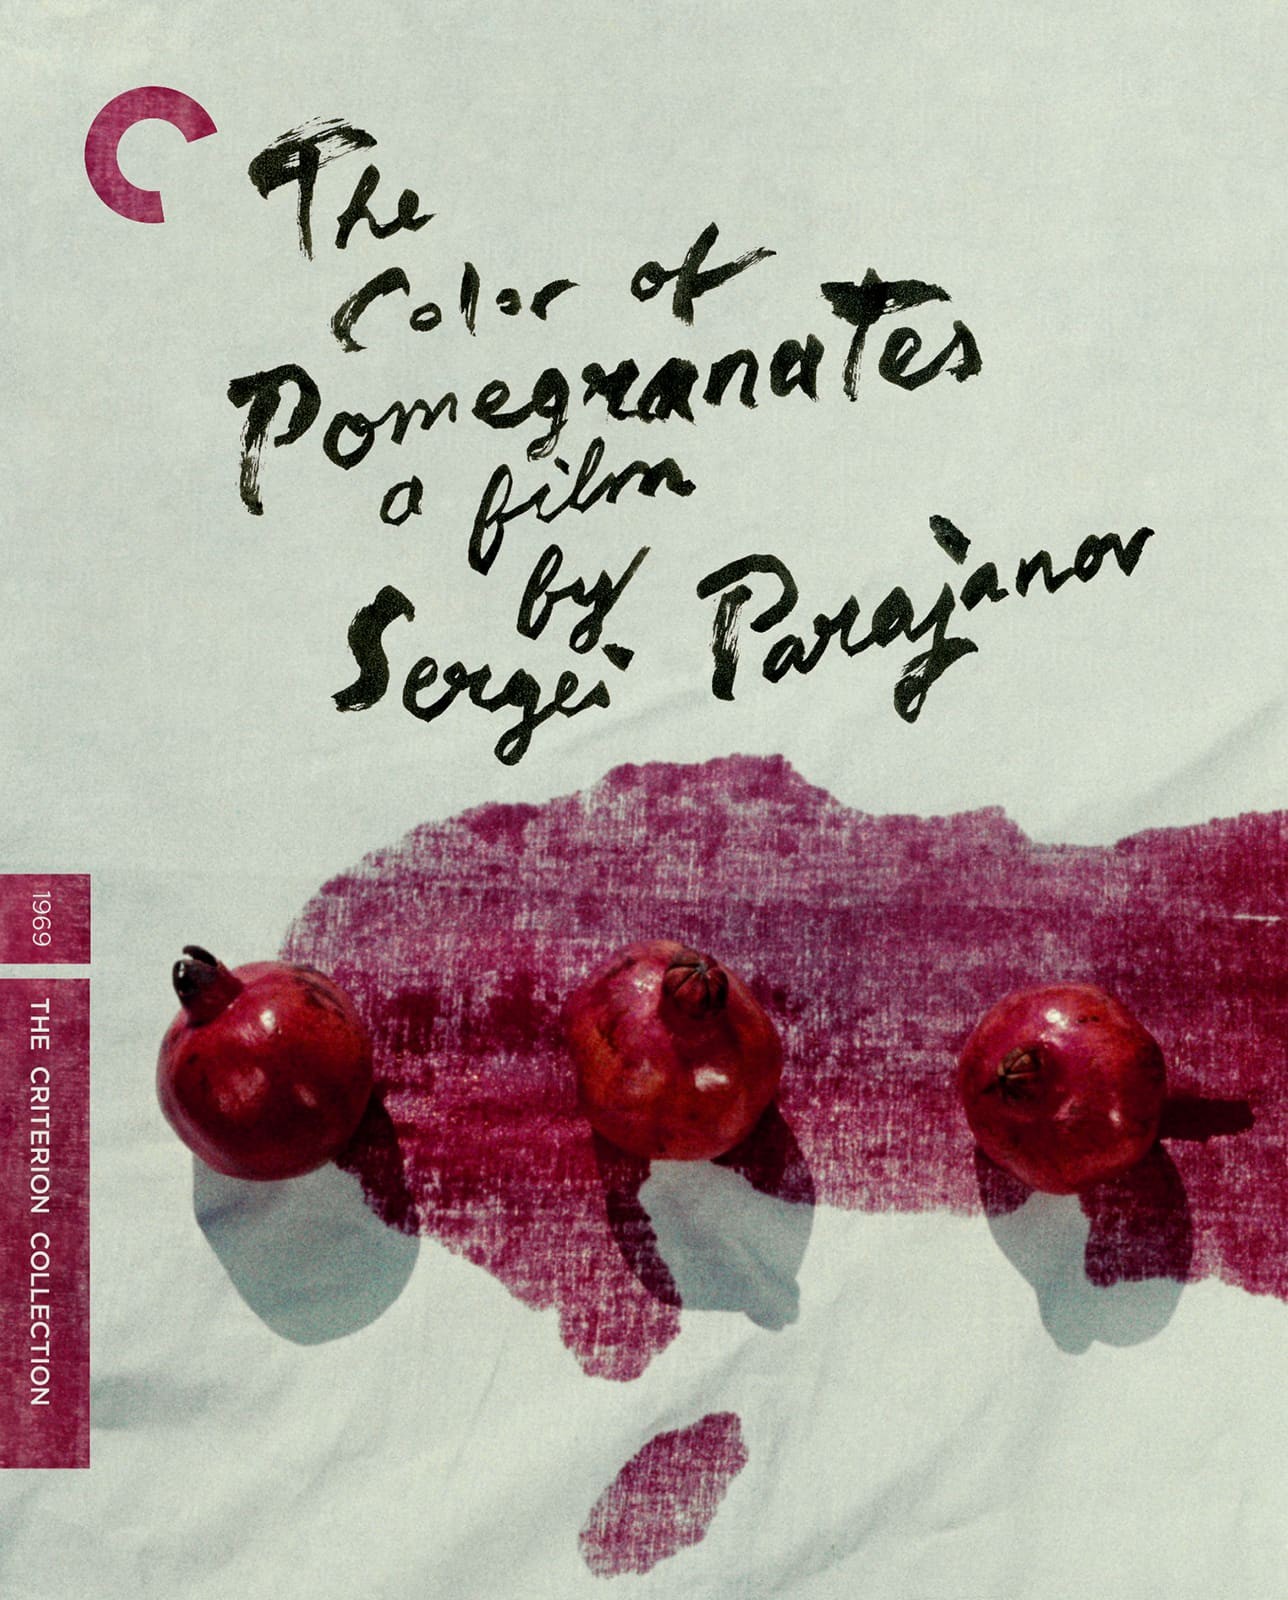 The
Color of
Pomegranates
a film
by
Sergei Parajanov
1969
THE CRITERION COLLECTION